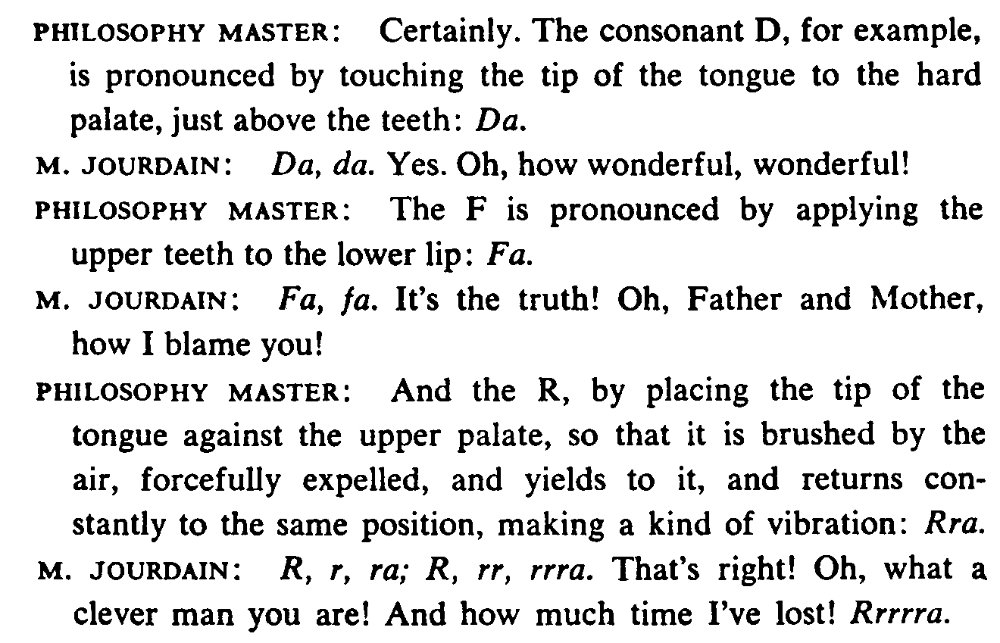 PHILOSOPHY MASTER: Certainly. The consonant D, for example,
is pronounced by touching the tip of the tongue to the hard
palate, just above the teeth: Da.
M. JOURDAIN: Da, da. Yes. Oh, how wonderful, wonderful!
PHILOSOPHY MASTER: The F is pronounced by applying the
upper teeth to the lower lip: Fa.
M. JOURDAIN: Fa, fa. It's the truth! Oh, Father and Mother,
how I blame you!
PHILOSOPHY MASTER: And the R, by placing the tip of the
tongue against the upper palate, so that it is brushed by the
air, forcefully expelled, and yields to it, and returns con-
stantly to the same position, making a kind of vibration: Rra.
M. JOURDAIN: R, r, ra; R, rr, rrra. That's right! Oh, what a
clever man you are! And how much time I've lost! Rrrrra.